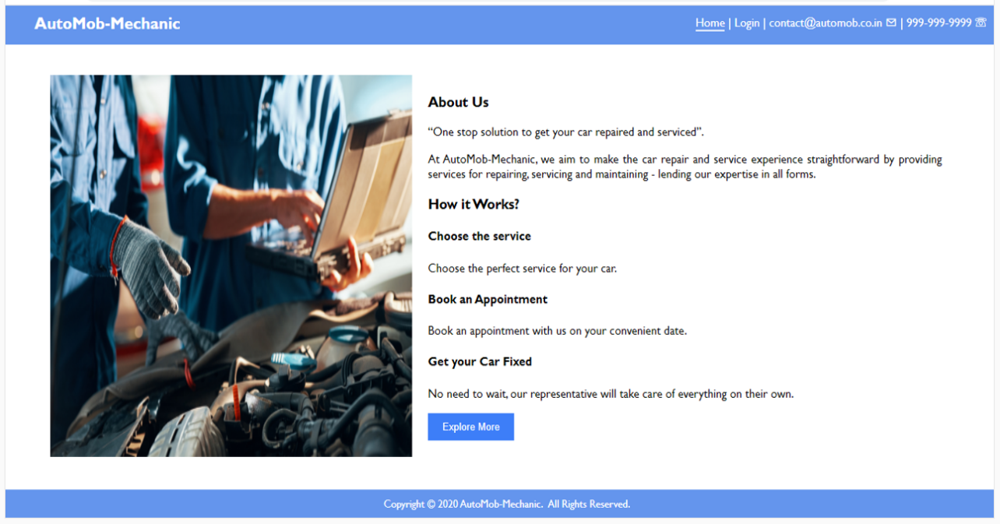 AutoMob-Mechanic
Home | Login | contact@automob.co.in ✉ | 999-999-9999 ☏
About Us
“One stop solution to get your car repaired and serviced”.
At AutoMob-Mechanic, we aim to make the car repair and service experience straightforward by providing
services for repairing, servicing and maintaining - lending our expertise in all forms.
How it Works?
Choose the service
Choose the perfect service for your car.
Book an Appointment
Book an appointment with us on your convenient date.
Get your Car Fixed
No need to wait, our representative will take care of everything on their own.
Explore More
Copyright © 2020 AutoMob-Mechanic. All Rights Reserved.